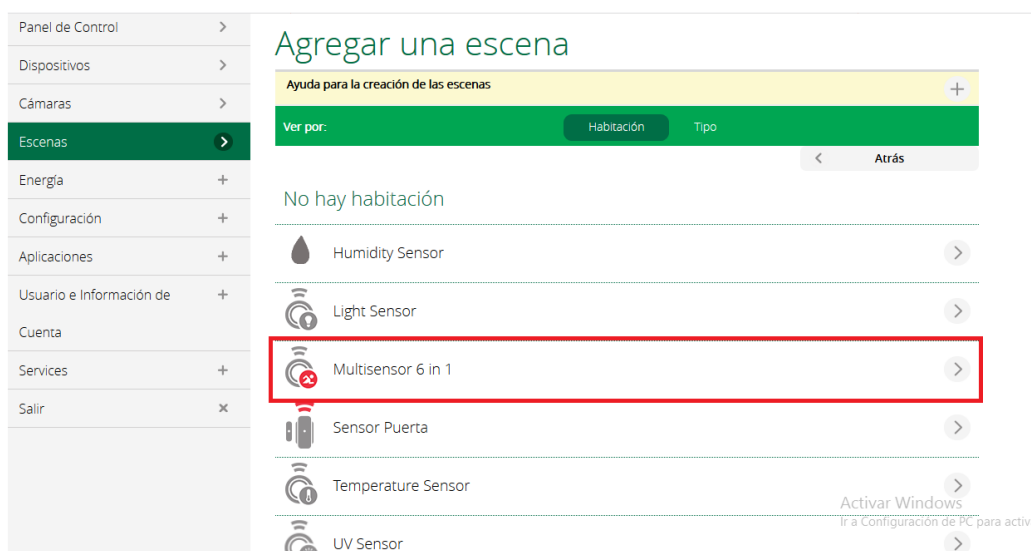 Panel de Control
Dispositivos
Cámaras
Escenas
Energía
Configuración
Aplicaciones
Usuario e Información de
Cuenta
Services
Salir
Agregar una escena
Ayuda para la creación de las escenas
Ver por:
Habitación
Tipo
Atrás
No hay habitación
Humidity Sensor
Light Sensor
Multisensor 6 in 1
Sensor Puerta
Temperature Sensor
UV Sensor
Activar Windows
Ir a Configuración de PC para activ